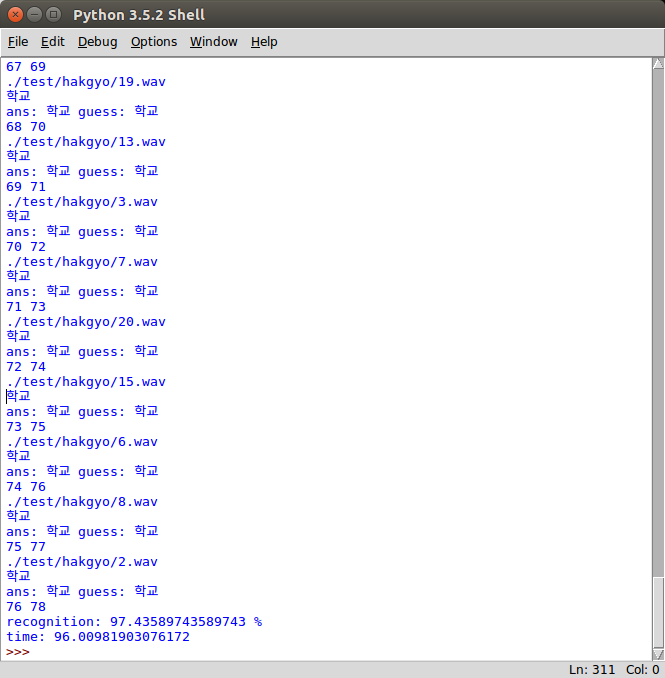 Python 3.5.2 Shell
File Edit Debug Options Window Help
67 69
./test/hakgyo/19.wav
학교
ans: 학교 guess: 학교
68 70
./test/hakgyo/13.wav
학교
ans: 학교 guess: 학교
69 71
./test/hakgyo/3.wav
학교
ans: 학교 guess: 학교
70 72
./test/hakgyo/7.wav
학교
ans: 학교 guess: 학교
71 73
./test/hakgyo/20.wav
학교
ans: 학교 guess: 학교
72 74
./test/hakgyo/15.wav
학교
ans: 학교 guess: 학교
73 75
./test/hakgyo/6.wav
학교
ans: 학교 guess: 학교
74 76
./test/hakgyo/8.wav
학교
ans: 학교 guess: 학교
75 77
./test/hakgyo/2.wav
학교
ans: 학교 guess: 학교
76 78
recognition: 97.43589743589743 %
time: 96.00981903076172
>>>
Ln: 311 Col: 0